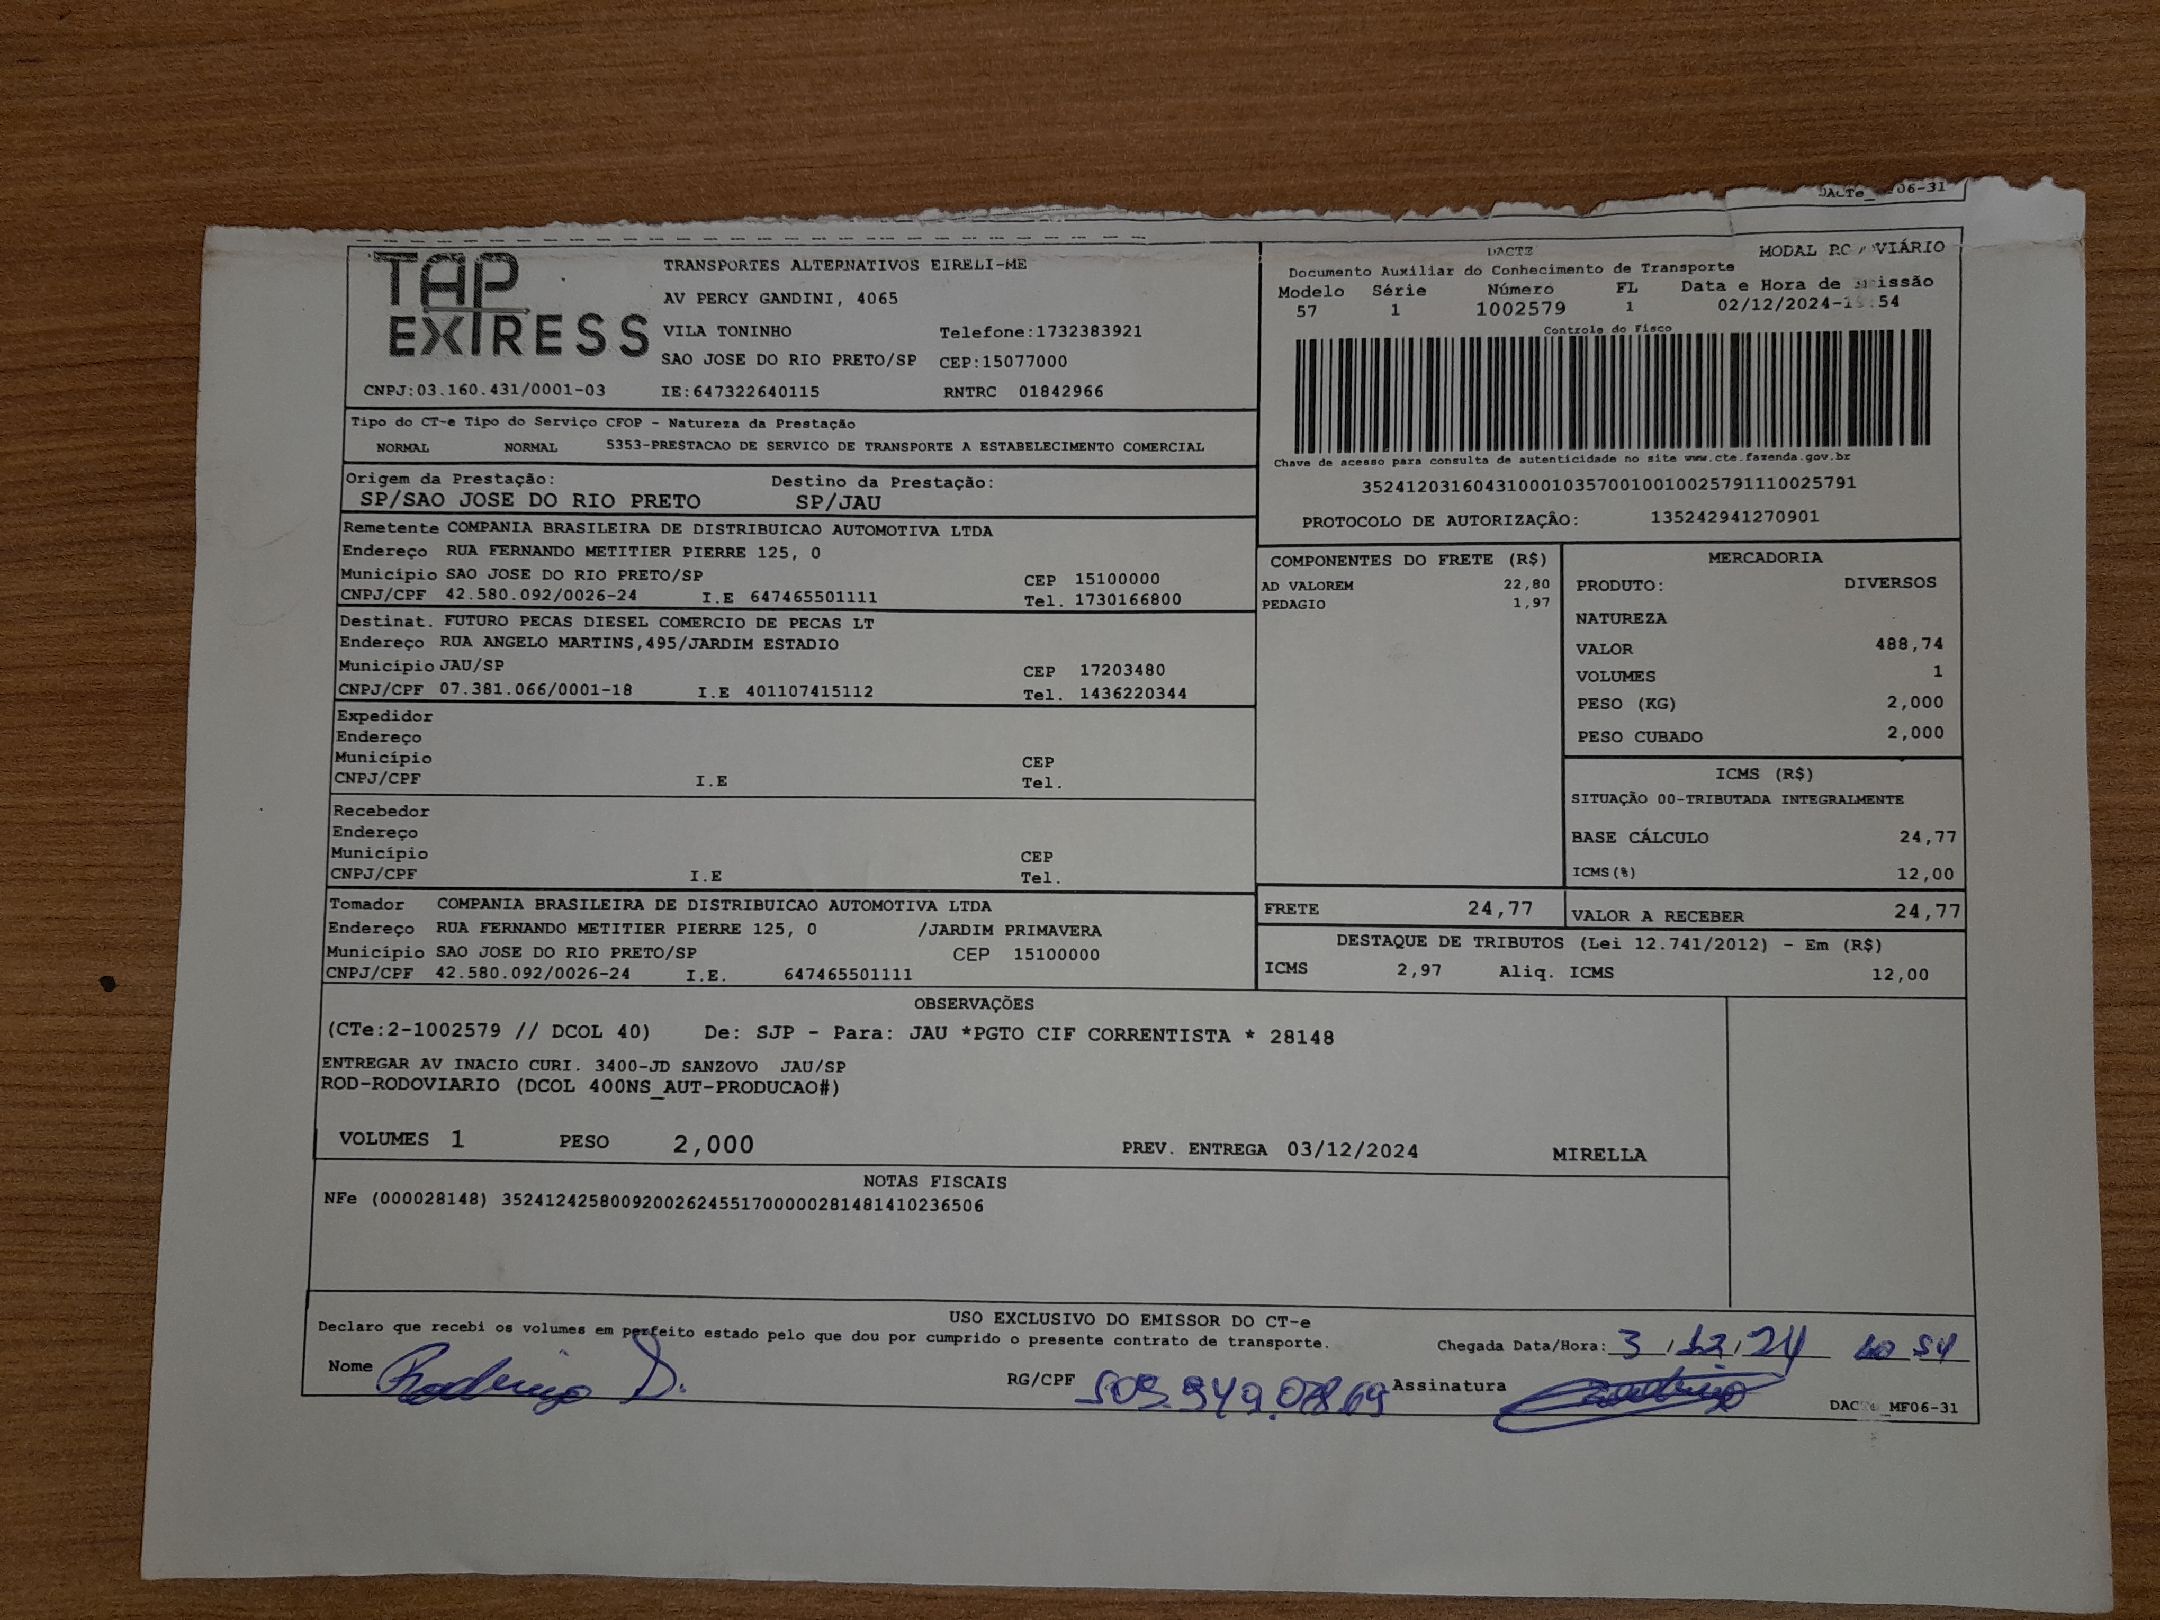 DACTe_ 06-31
TAP EXPRESS
TRANSPORTES ALTERNATIVOS EIRELI-ME
AV PERCY GANDINI, 4065
VILA TONINHO Telefone:1732383921
SAO JOSE DO RIO PRETO/SP CEP:15077000
CNPJ:03.160.431/0001-03 IE:647322640115 RNTRC 01842966
DACTE MODAL RODOVIÁRIO
Documento Auxiliar do Conhecimento de Transporte
Modelo Série Número FL Data e Hora de Emissão
57 1 1002579 1 02/12/2024
Controle do Fisco
Chave de acesso para consulta de autenticidade no site www.cte.fazenda.gov.br
35241203160431000103570010010025791110025791
PROTOCOLO DE AUTORIZAÇÃO: 135242941270901
Tipo do CT-e Tipo do Serviço CFOP - Natureza da Prestação
NORMAL NORMAL 5353-PRESTACAO DE SERVICO DE TRANSPORTE A ESTABELECIMENTO COMERCIAL
Origem da Prestação: Destino da Prestação:
SP/SAO JOSE DO RIO PRETO SP/JAU
Remetente COMPANIA BRASILEIRA DE DISTRIBUICAO AUTOMOTIVA LTDA
Endereço RUA FERNANDO METITIER PIERRE 125, 0
Município SAO JOSE DO RIO PRETO/SP CEP 15100000
CNPJ/CPF 42.580.092/0026-24 I.E 647465501111 Tel. 1730166800
Destinat. FUTURO PECAS DIESEL COMERCIO DE PECAS LT
Endereço RUA ANGELO MARTINS,495/JARDIM ESTADIO
Município JAU/SP CEP 17203480
CNPJ/CPF 07.381.066/0001-18 I.E 401107415112 Tel. 1436220344
Expedidor
Endereço
Município CEP
CNPJ/CPF I.E Tel.
Recebedor
Endereço
Município CEP
CNPJ/CPF I.E Tel.
Tomador COMPANIA BRASILEIRA DE DISTRIBUICAO AUTOMOTIVA LTDA
Endereço RUA FERNANDO METITIER PIERRE 125, 0 /JARDIM PRIMAVERA
Município SAO JOSE DO RIO PRETO/SP CEP 15100000
CNPJ/CPF 42.580.092/0026-24 I.E. 647465501111
COMPONENTES DO FRETE (R$)
AD VALOREM 22,80
PEDAGIO 1,97
MERCADORIA
PRODUTO: DIVERSOS
NATUREZA
VALOR 488,74
VOLUMES 1
PESO (KG) 2,000
PESO CUBADO 2,000
ICMS (R$)
SITUAÇÃO 00-TRIBUTADA INTEGRALMENTE
BASE CÁLCULO 24,77
ICMS(%) 12,00
FRETE 24,77 VALOR A RECEBER 24,77
DESTAQUE DE TRIBUTOS (Lei 12.741/2012) - Em (R$)
ICMS 2,97 Aliq. ICMS 12,00
OBSERVAÇÕES
(CTe:2-1002579 // DCOL 40) De: SJP - Para: JAU *PGTO CIF CORRENTISTA * 28148
ENTREGAR AV INACIO CURI. 3400-JD SANZOVO JAU/SP
ROD-RODOVIARIO (DCOL 400NS_AUT-PRODUCAO#)
VOLUMES 1 PESO 2,000 PREV. ENTREGA 03/12/2024 MIRELLA
NOTAS FISCAIS
NFe (000028148) 35241242580092002624551700000281481410236506
USO EXCLUSIVO DO EMISSOR DO CT-e
Declaro que recebi os volumes em perfeito estado pelo que dou por cumprido o presente contrato de transporte.
Chegada Data/Hora: 3/12/24 10 54
Nome Rodrigo D. RG/CPF 503.949.078.69 Assinatura Rodrigo
DACTe_MF06-31